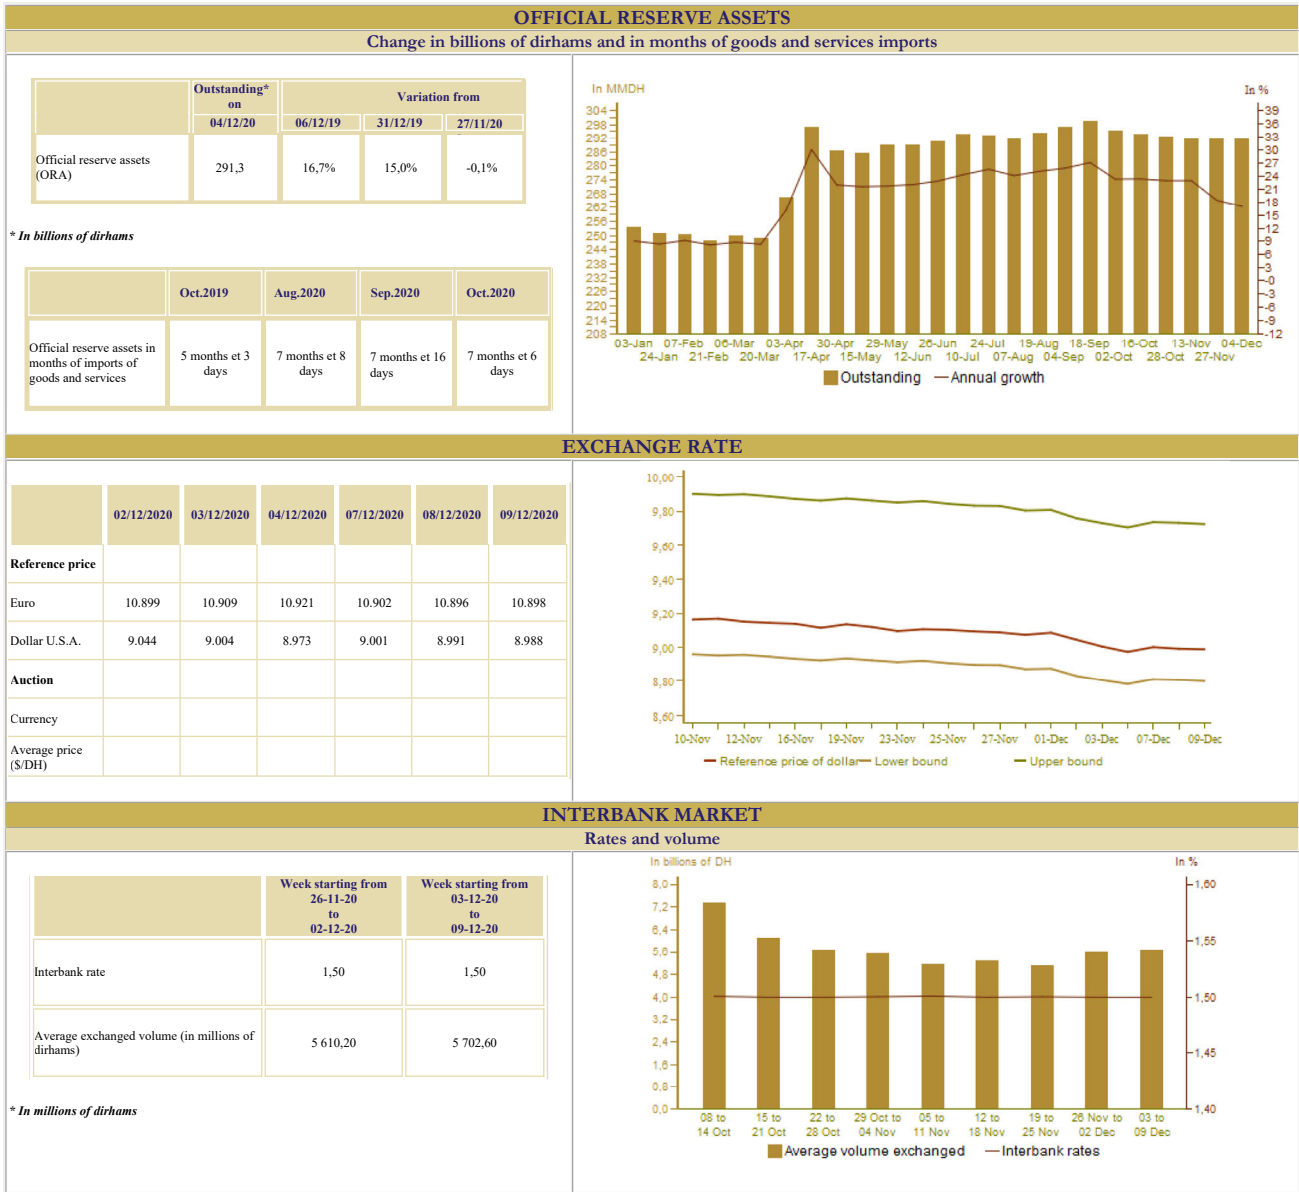 OFFICIAL RESERVE ASSETS
Change in billions of dirhams and in months of goods and services imports
Outstanding*
on
Variation from
04/12/20 06/12/19 31/12/19 27/11/20
Official reserve assets
(ORA)
291,3 16,7% 15,0% -0,1%
* In billions of dirhams
Oct.2019 Aug.2020 Sep.2020 Oct.2020
Official reserve assets in
months of imports of
goods and services
5 months et 3
days
7 months et 8
days
7 months et 16
days
7 months et 6
days
In MMDH
In %
304
298
292
286
280
274
268
262
256
250
244
238
232
226
220
214
208
39
36
33
30
27
24
21
18
15
12
9
6
3
0
-3
-6
-9
-12
03-Jan 07-Feb 06-Mar 03-Apr 30-Apr 29-May 26-Jun 24-Jul 19-Aug 18-Sep 16-Oct 13-Nov 04-Dec
24-Jan 21-Feb 20-Mar 17-Apr 15-May 12-Jun 10-Jul 07-Aug 04-Sep 02-Oct 28-Oct 27-Nov
Outstanding Annual growth
EXCHANGE RATE
02/12/2020 03/12/2020 04/12/2020 07/12/2020 08/12/2020 09/12/2020
Reference price
Euro 10.899 10.909 10.921 10.902 10.896 10.898
Dollar U.S.A. 9.044 9.004 8.973 9.001 8.991 8.988
Auction
Currency
Average price
($/DH)
10,00
9,80
9,60
9,40
9,20
9,00
8,80
8,60
10-Nov 12-Nov 16-Nov 19-Nov 23-Nov 25-Nov 27-Nov 01-Dec 03-Dec 07-Dec 09-Dec
Reference price of dollar Lower bound Upper bound
INTERBANK MARKET
Rates and volume
Week starting from
26-11-20
to
02-12-20
Week starting from
03-12-20
to
09-12-20
Interbank rate 1,50 1,50
Average exchanged volume (in millions of
dirhams)
5 610,20 5 702,60
* In millions of dirhams
In billions of DH
In %
8,0
7,2
6,4
5,6
4,8
4,0
3,2
2,4
1,6
0,8
0,0
1,60
1,55
1,50
1,45
1,40
08 to 15 to 22 to 29 Oct to 05 to 12 to 19 to 26 Nov to 03 to
14 Oct 21 Oct 28 Oct 04 Nov 11 Nov 18 Nov 25 Nov 02 Dec 09 Dec
Average volume exchanged Interbank rates